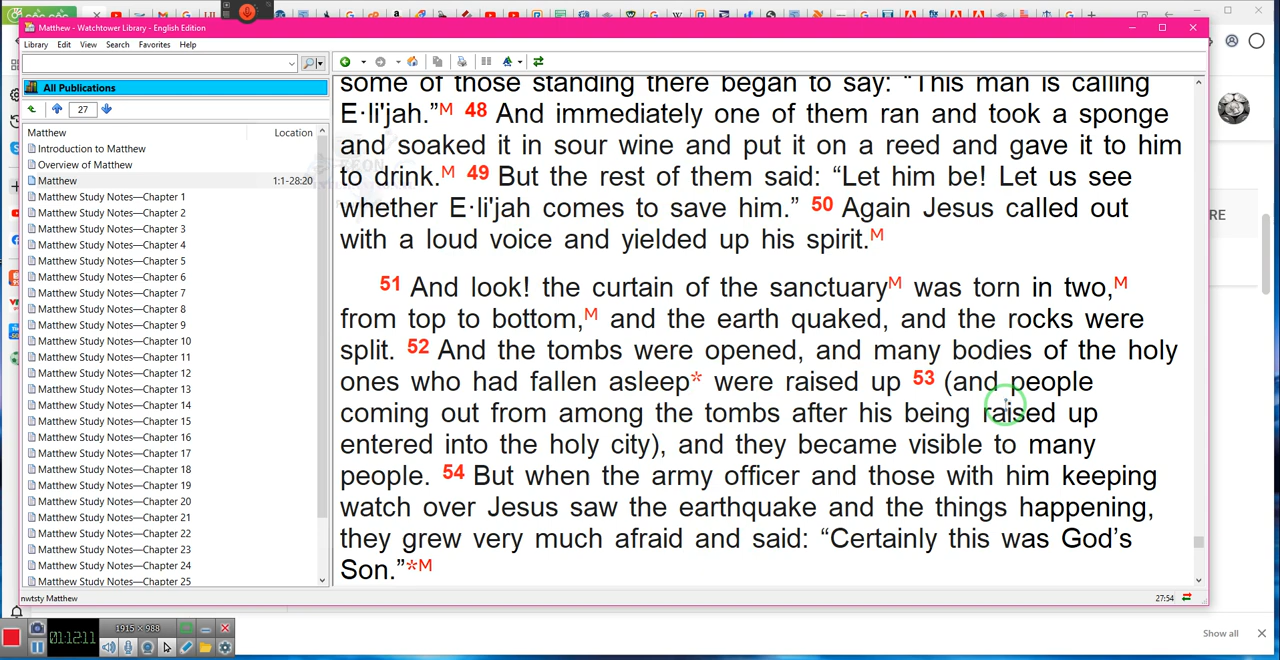 Matthew - Watchtower Library - English Edition
Library Edit View Search Favorites Help
All Publications
27
Matthew Location
Introduction to Matthew
Overview of Matthew
Matthew 1:1-28:20
Matthew Study Notes—Chapter 1
Matthew Study Notes—Chapter 2
Matthew Study Notes—Chapter 3
Matthew Study Notes—Chapter 4
Matthew Study Notes—Chapter 5
Matthew Study Notes—Chapter 6
Matthew Study Notes—Chapter 7
Matthew Study Notes—Chapter 8
Matthew Study Notes—Chapter 9
Matthew Study Notes—Chapter 10
Matthew Study Notes—Chapter 11
Matthew Study Notes—Chapter 12
Matthew Study Notes—Chapter 13
Matthew Study Notes—Chapter 14
Matthew Study Notes—Chapter 15
Matthew Study Notes—Chapter 16
Matthew Study Notes—Chapter 17
Matthew Study Notes—Chapter 18
Matthew Study Notes—Chapter 19
Matthew Study Notes—Chapter 20
Matthew Study Notes—Chapter 21
Matthew Study Notes—Chapter 22
Matthew Study Notes—Chapter 23
Matthew Study Notes—Chapter 24
Matthew Study Notes—Chapter 25
some of those standing there began to say: “This man is calling
E·li'jah.”M 48 And immediately one of them ran and took a sponge
and soaked it in sour wine and put it on a reed and gave it to him
to drink.M 49 But the rest of them said: “Let him be! Let us see
whether E·li'jah comes to save him.” 50 Again Jesus called out
with a loud voice and yielded up his spirit.M
51 And look! the curtain of the sanctuaryM was torn in two,M
from top to bottom,M and the earth quaked, and the rocks were
split. 52 And the tombs were opened, and many bodies of the holy
ones who had fallen asleep* were raised up 53 (and people
coming out from among the tombs after his being raised up
entered into the holy city), and they became visible to many
people. 54 But when the army officer and those with him keeping
watch over Jesus saw the earthquake and the things happening,
they grew very much afraid and said: “Certainly this was God’s
Son.”*M
nwtsty Matthew 27:54
RE
1915 × 988
01:12:11
Show all